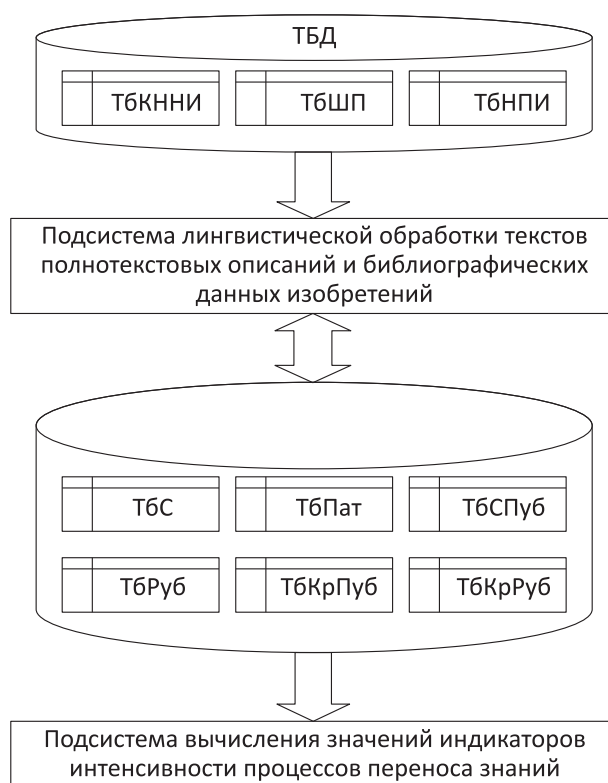 ТБД
ТбКННИ ТбШП ТбНПИ
Подсистема лингвистической обработки текстов
полнотекстовых описаний и библиографических
данных изобретений
ТбС ТбПат ТбСПуб
ТбРуб ТбКрПуб ТбКрРуб
Подсистема вычисления значений индикаторов
интенсивности процессов переноса знаний